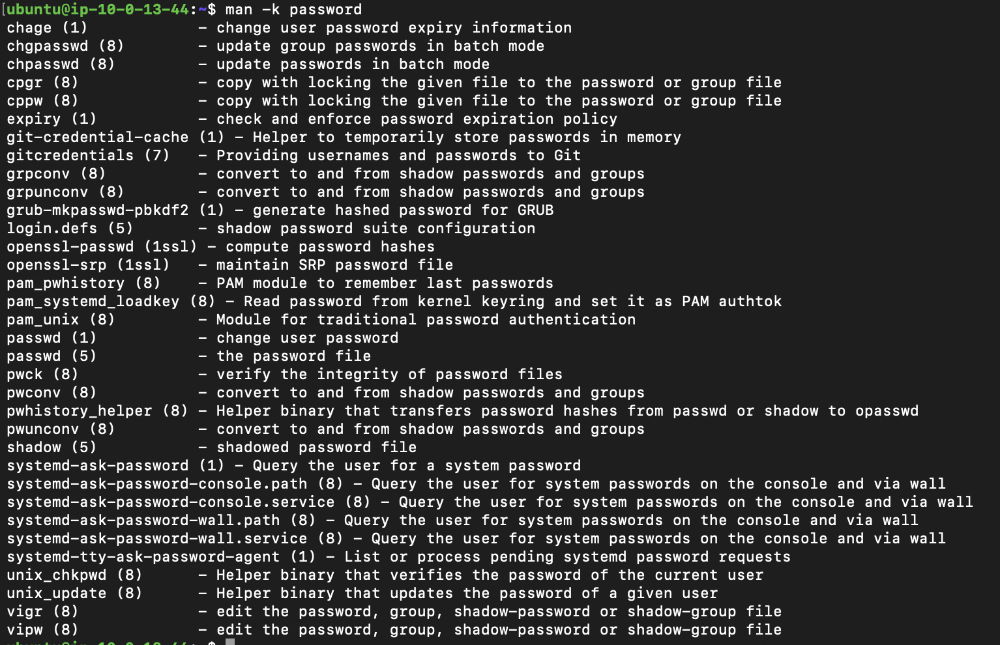 [ubuntu@ip-10-0-13-44:~$ man -k password
chage (1)            - change user password expiry information
chgpasswd (8)        - update group passwords in batch mode
chpasswd (8)         - update passwords in batch mode
cpgr (8)             - copy with locking the given file to the password or group file
cppw (8)             - copy with locking the given file to the password or group file
expiry (1)           - check and enforce password expiration policy
git-credential-cache (1) - Helper to temporarily store passwords in memory
gitcredentials (7)   - Providing usernames and passwords to Git
grpconv (8)          - convert to and from shadow passwords and groups
grpunconv (8)        - convert to and from shadow passwords and groups
grub-mkpasswd-pbkdf2 (1) - generate hashed password for GRUB
login.defs (5)       - shadow password suite configuration
openssl-passwd (1ssl) - compute password hashes
openssl-srp (1ssl)   - maintain SRP password file
pam_pwhistory (8)    - PAM module to remember last passwords
pam_systemd_loadkey (8) - Read password from kernel keyring and set it as PAM authtok
pam_unix (8)         - Module for traditional password authentication
passwd (1)           - change user password
passwd (5)           - the password file
pwck (8)             - verify the integrity of password files
pwconv (8)           - convert to and from shadow passwords and groups
pwhistory_helper (8) - Helper binary that transfers password hashes from passwd or shadow to opasswd
pwunconv (8)         - convert to and from shadow passwords and groups
shadow (5)           - shadowed password file
systemd-ask-password (1) - Query the user for a system password
systemd-ask-password-console.path (8) - Query the user for system passwords on the console and via wall
systemd-ask-password-console.service (8) - Query the user for system passwords on the console and via wall
systemd-ask-password-wall.path (8) - Query the user for system passwords on the console and via wall
systemd-ask-password-wall.service (8) - Query the user for system passwords on the console and via wall
systemd-tty-ask-password-agent (1) - List or process pending systemd password requests
unix_chkpwd (8)      - Helper binary that verifies the password of the current user
unix_update (8)      - Helper binary that updates the password of a given user
vigr (8)             - edit the password, group, shadow-password or shadow-group file
vipw (8)             - edit the password, group, shadow-password or shadow-group file
ubuntu@ip-10-0-13-44:~$